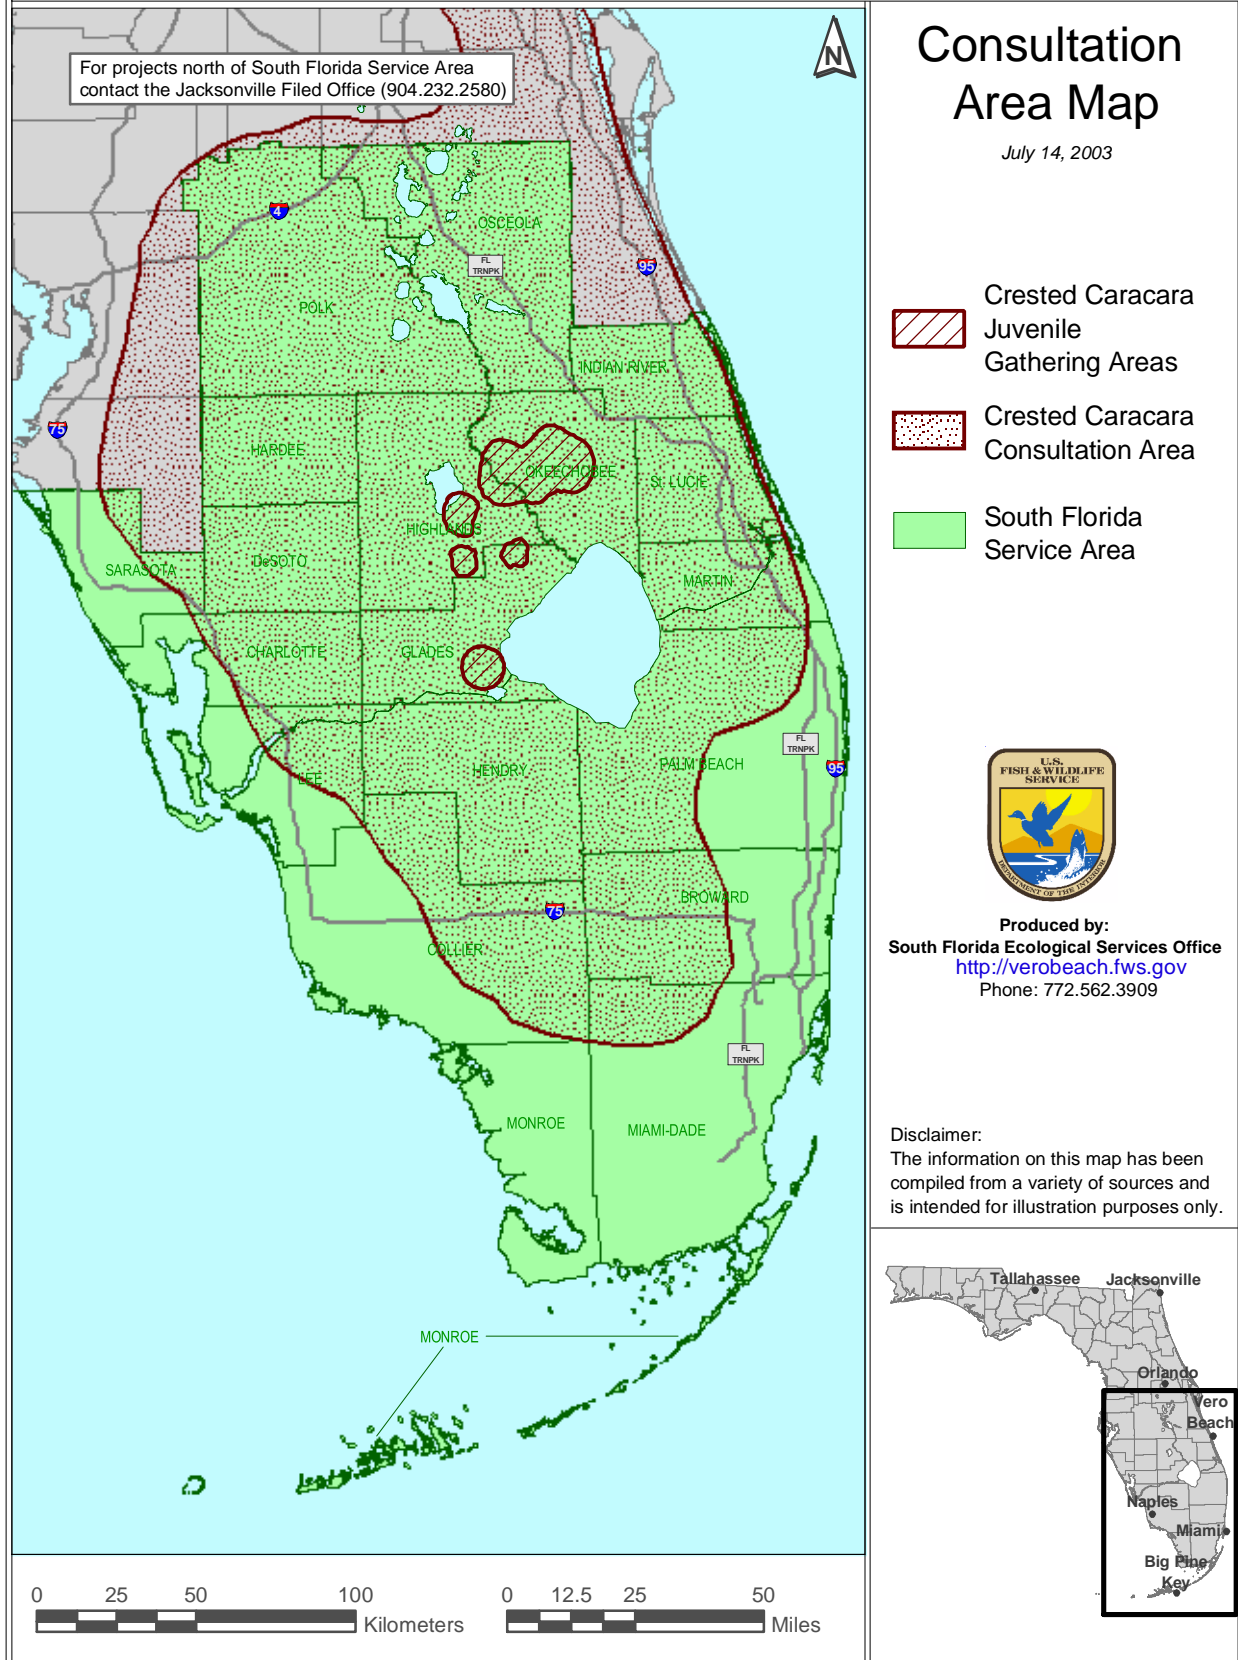 For projects north of South Florida Service Area
contact the Jacksonville Filed Office (904.232.2580)
N
4
OSCEOLA
FL
TRNPK
95
POLK
INDIAN RIVER
75
HARDEE
OKEECHOBEE
St. LUCIE
HIGHLANDS
SARASOTA
DeSOTO
MARTIN
CHARLOTTE
GLADES
FL
TRNPK
LEE
HENDRY
PALM BEACH
95
BROWARD
75
COLLIER
FL
TRNPK
MONROE
MIAMI-DADE
MONROE
0 25 50 100
Kilometers
0 12.5 25 50
Miles
Consultation
Area Map
July 14, 2003
Crested Caracara
Juvenile
Gathering Areas
Crested Caracara
Consultation Area
South Florida
Service Area
U.S.
FISH & WILDLIFE
SERVICE
DEPARTMENT OF THE INTERIOR
Produced by:
South Florida Ecological Services Office
http://verobeach.fws.gov
Phone: 772.562.3909
Disclaimer:
The information on this map has been
compiled from a variety of sources and
is intended for illustration purposes only.
Tallahassee
Jacksonville
Orlando
Vero
Beach
Naples
Miami
Big Pine
Key